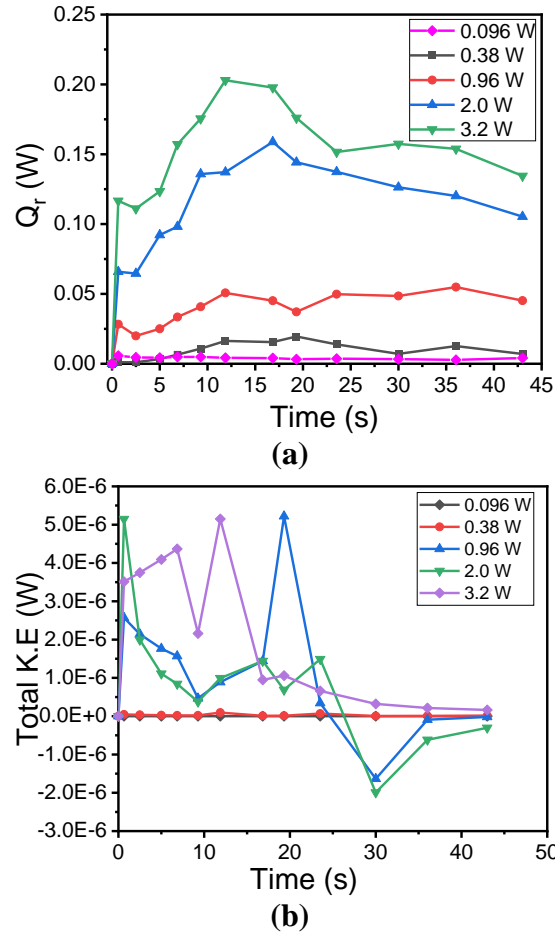 0.25
0.20
0.15
0.10
0.05
0.00
Qr (W)
0.096 W
0.38 W
0.96 W
2.0 W
3.2 W
0 5 10 15 20 25 30 35 40 45
Time (s)
(a)
6.0E-6
5.0E-6
4.0E-6
3.0E-6
2.0E-6
1.0E-6
0.0E+0
-1.0E-6
-2.0E-6
-3.0E-6
Total K.E (W)
0.096 W
0.38 W
0.96 W
2.0 W
3.2 W
0 10 20 30 40 50
Time (s)
(b)